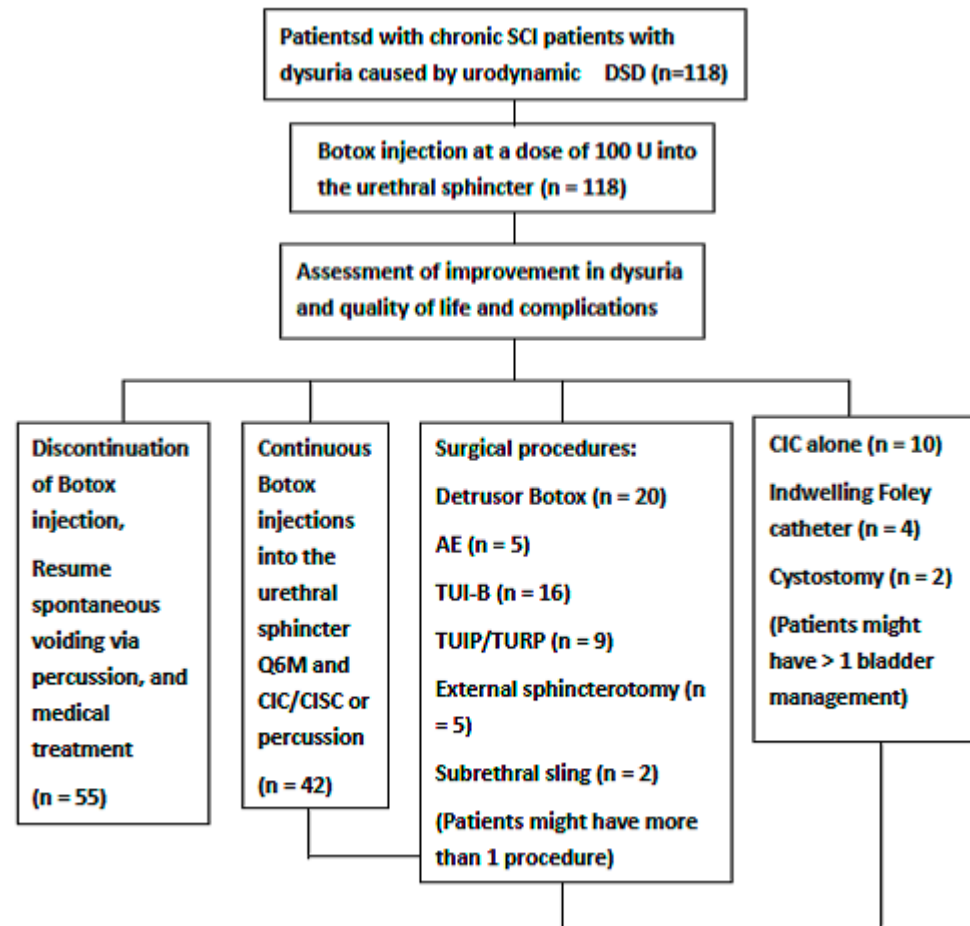 Patientsd with chronic SCI patients with
dysuria caused by urodynamic DSD (n=118)
Botox injection at a dose of 100 U into
the urethral sphincter (n = 118)
Assessment of improvement in dysuria
and quality of life and complications
Discontinuation
of Botox
injection,
Resume
spontaneous
voiding via
percussion, and
medical
treatment
(n = 55)
Continuous
Botox
injections
into the
urethral
sphincter
Q6M and
CIC/CISC or
percussion
(n = 42)
Surgical procedures:
Detrusor Botox (n = 20)
AE (n = 5)
TUI-B (n = 16)
TUIP/TURP (n = 9)
External sphincterotomy (n
= 5)
Subrethral sling (n = 2)
(Patients might have more
than 1 procedure)
CIC alone (n = 10)
Indwelling Foley
catheter (n = 4)
Cystostomy (n = 2)
(Patients might
have > 1 bladder
management)